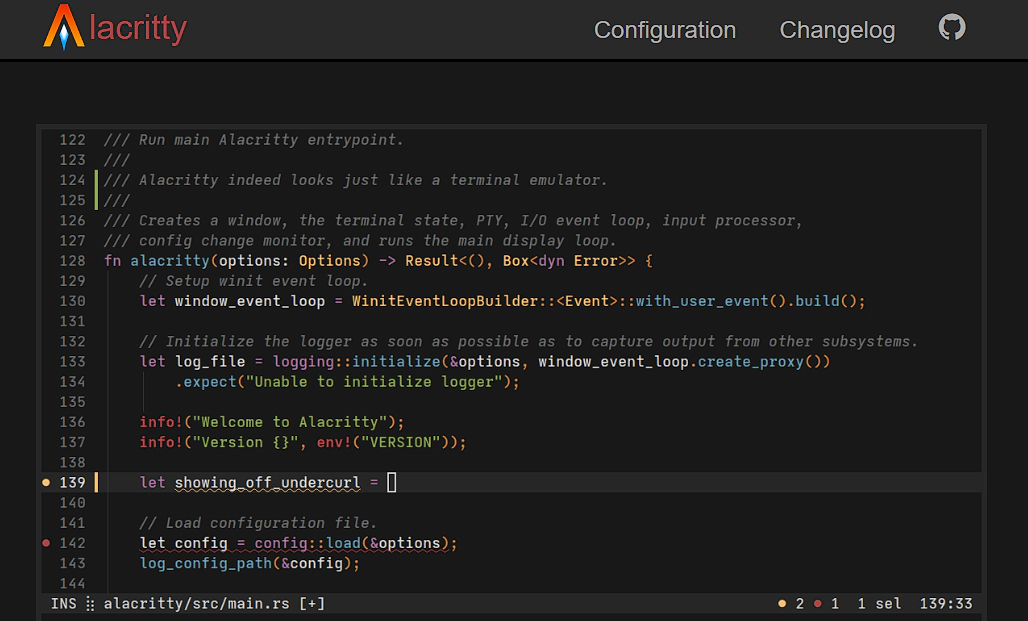 Alacritty Configuration Changelog
122 /// Run main Alacritty entrypoint.
123 ///
124 /// Alacritty indeed looks just like a terminal emulator.
125 ///
126 /// Creates a window, the terminal state, PTY, I/O event loop, input processor,
127 /// config change monitor, and runs the main display loop.
128 fn alacritty(options: Options) -> Result<(), Box<dyn Error>> {
129     // Setup winit event loop.
130     let window_event_loop = WinitEventLoopBuilder::<Event>::with_user_event().build();
131
132     // Initialize the logger as soon as possible as to capture output from other subsystems.
133     let log_file = logging::initialize(&options, window_event_loop.create_proxy())
134         .expect("Unable to initialize logger");
135
136     info!("Welcome to Alacritty");
137     info!("Version {}", env!("VERSION"));
138
139     let showing_off_undercurl =
140
141     // Load configuration file.
142     let config = config::load(&options);
143     log_config_path(&config);
144
INS ⣾ alacritty/src/main.rs [+] ● 2 ● 1 1 sel 139:33